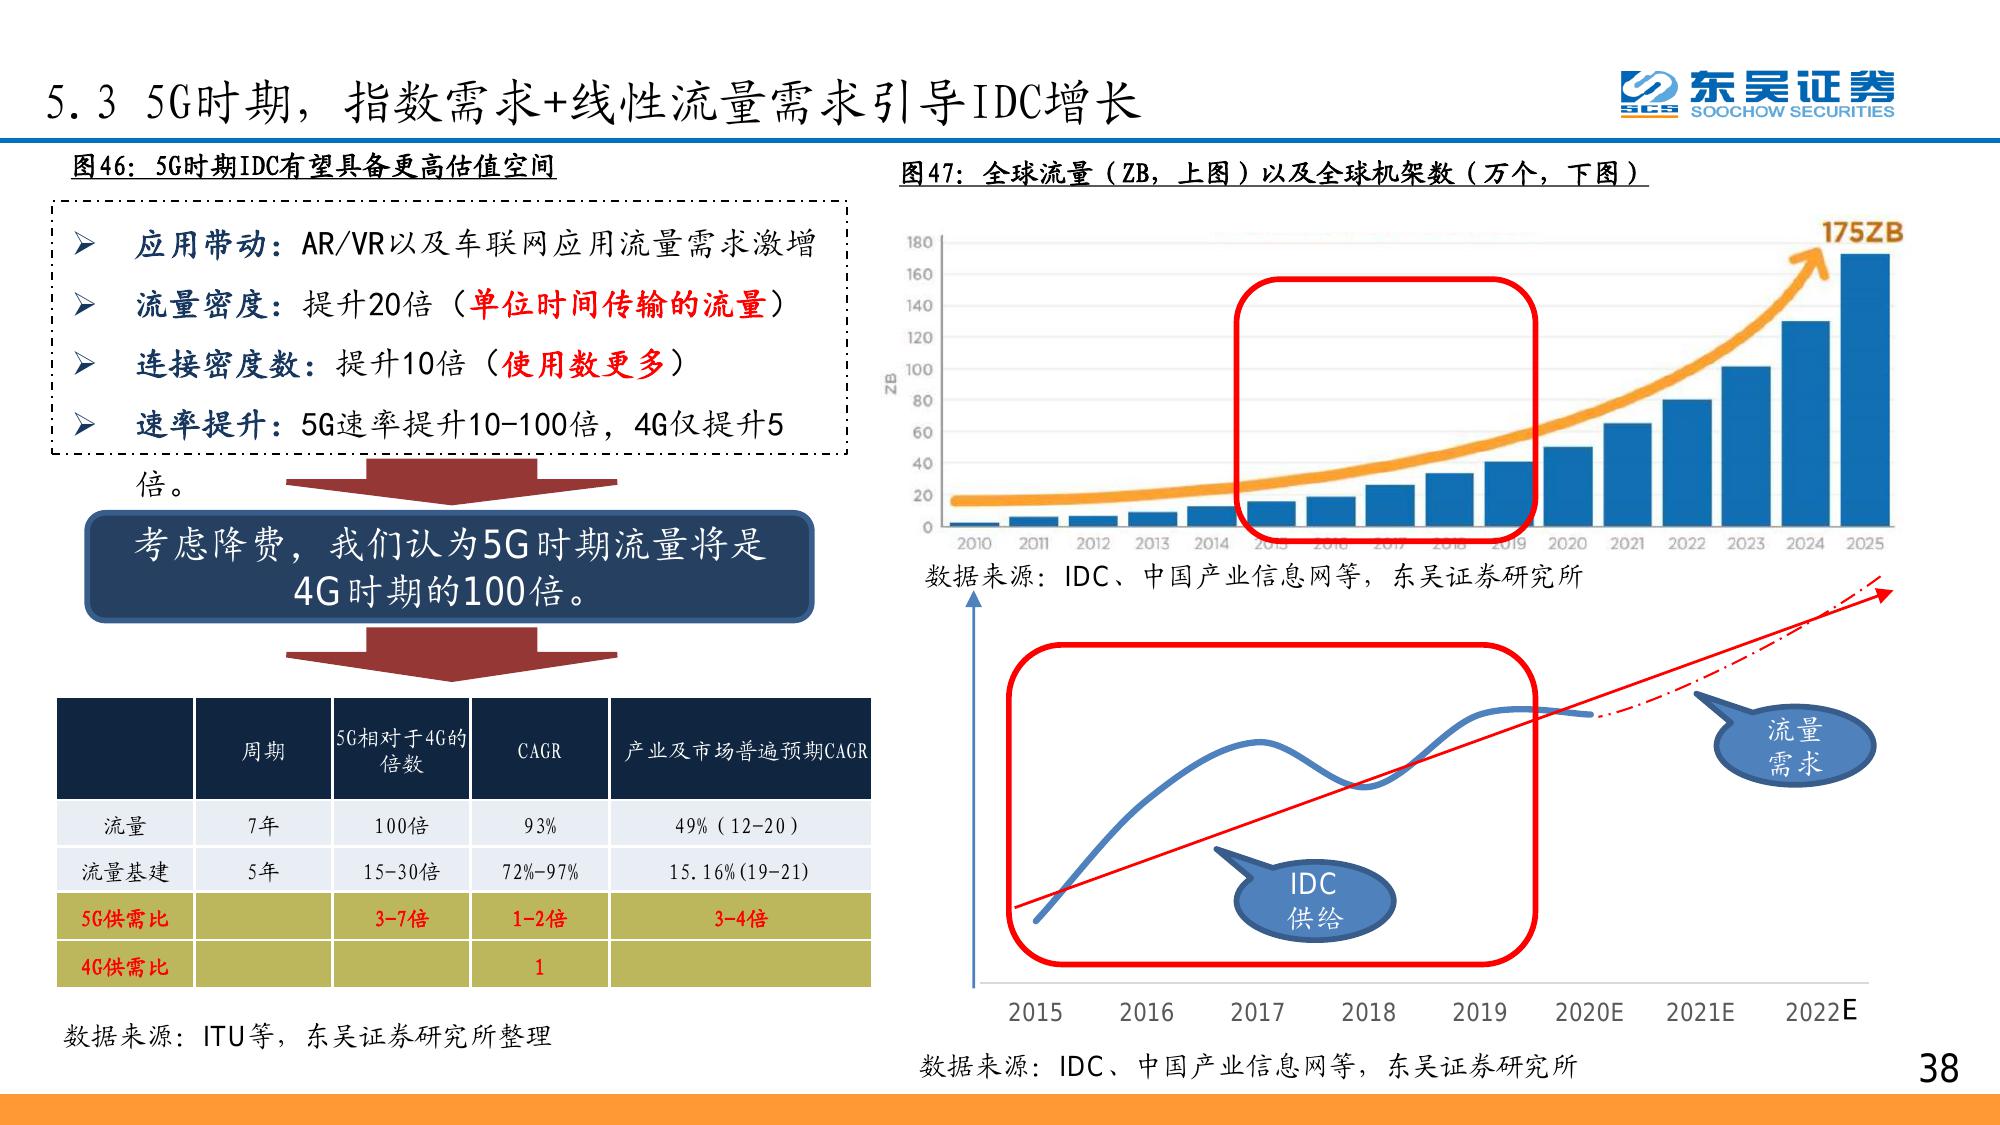 5.3 5G时期，指数需求+线性流量需求引导IDC增长
东吴证券
SCS
SOOCHOW SECURITIES
图46：5G时期IDC有望具备更高估值空间
应用带动：AR/VR以及车联网应用流量需求激增
流量密度：提升20倍（单位时间传输的流量）
连接密度数：提升10倍（使用数更多）
速率提升：5G速率提升10-100倍，4G仅提升5
倍。
考虑降费，我们认为5G时期流量将是
4G时期的100倍。
周期
5G相对于4G的
倍数
CAGR
产业及市场普遍预期CAGR
流量 7年 100倍 93% 49%（12-20）
流量基建 5年 15-30倍 72%-97% 15.16%(19-21)
5G供需比 3-7倍 1-2倍 3-4倍
4G供需比 1
数据来源：ITU等，东吴证券研究所整理
图47：全球流量（ZB，上图）以及全球机架数（万个，下图）
175ZB
180
160
140
120
100
80
60
40
20
0
ZB
2010 2011 2012 2013 2014 2015 2016 2017 2018 2019 2020 2021 2022 2023 2024 2025
数据来源：IDC、中国产业信息网等，东吴证券研究所
流量
需求
IDC
供给
2015 2016 2017 2018 2019 2020E 2021E 2022E
数据来源：IDC、中国产业信息网等，东吴证券研究所
38